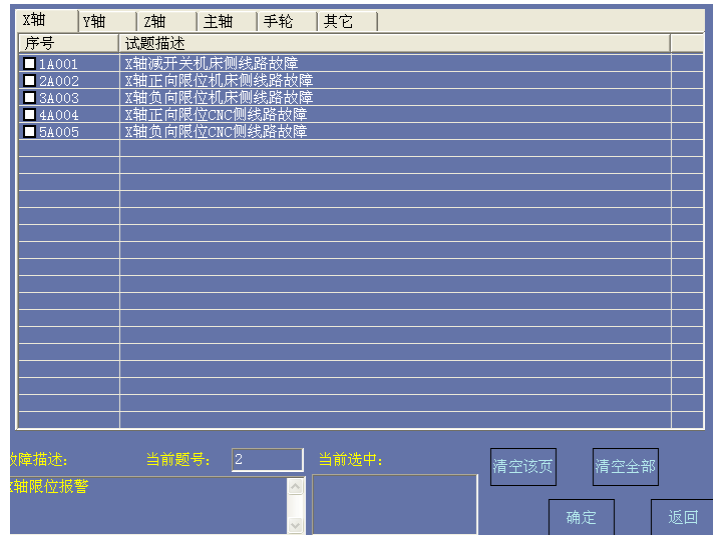 X轴 Y轴 Z轴 主轴 手轮 其它
序号 试题描述
1A001 X轴减开关机床侧线路故障
2A002 X轴正向限位机床侧线路故障
3A003 X轴负向限位机床侧线路故障
4A004 X轴正向限位CNC侧线路故障
5A005 X轴负向限位CNC侧线路故障
故障描述: 当前题号: 2 当前选中:
清空该页 清空全部
X轴限位报警
确定 返回